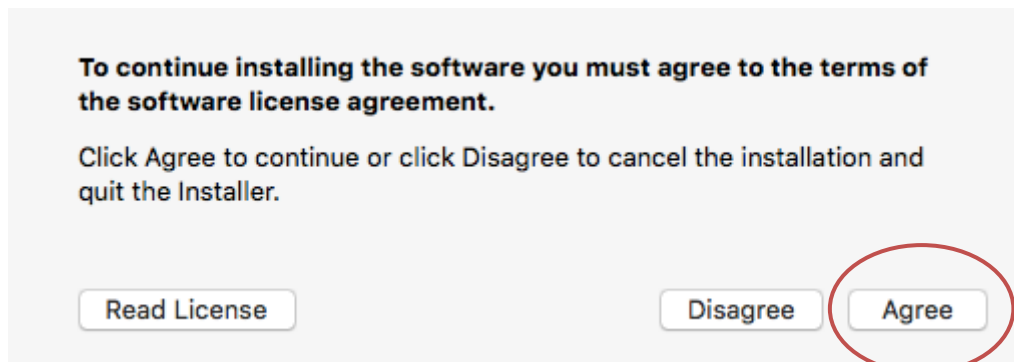 To continue installing the software you must agree to the terms of
the software license agreement.
Click Agree to continue or click Disagree to cancel the installation and
quit the Installer.
Read License
Disagree
Agree